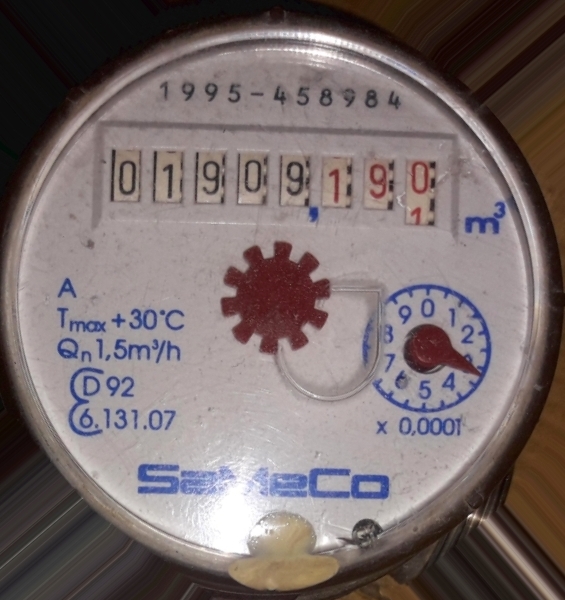 1995-458984
01909,190
1
m³
A
Tmax +30°C
Qn 1,5m³/h
D 92
6.131.07
0 1 2 3 4 5 6 7 8 9
x 0,0001
SaMeCo